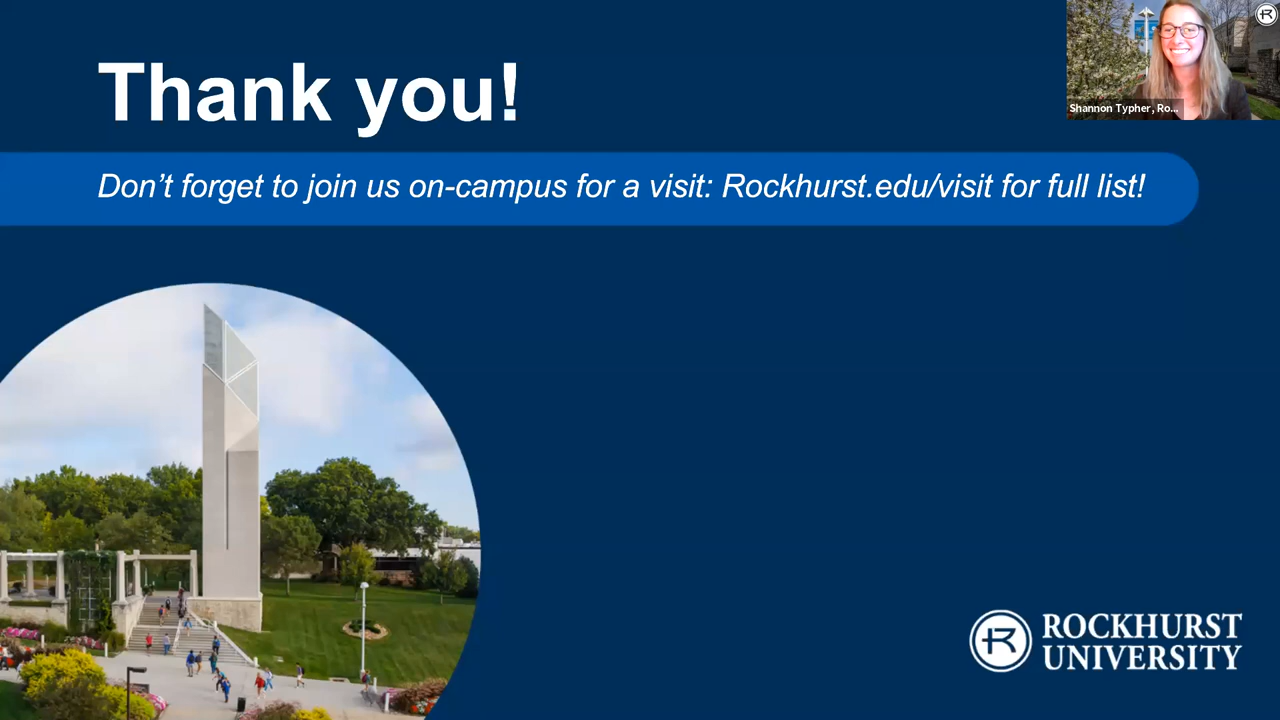 Thank you!
Don't forget to join us on-campus for a visit: Rockhurst.edu/visit for full list!
Shannon Typher, Ro...
ROCKHURST
UNIVERSITY